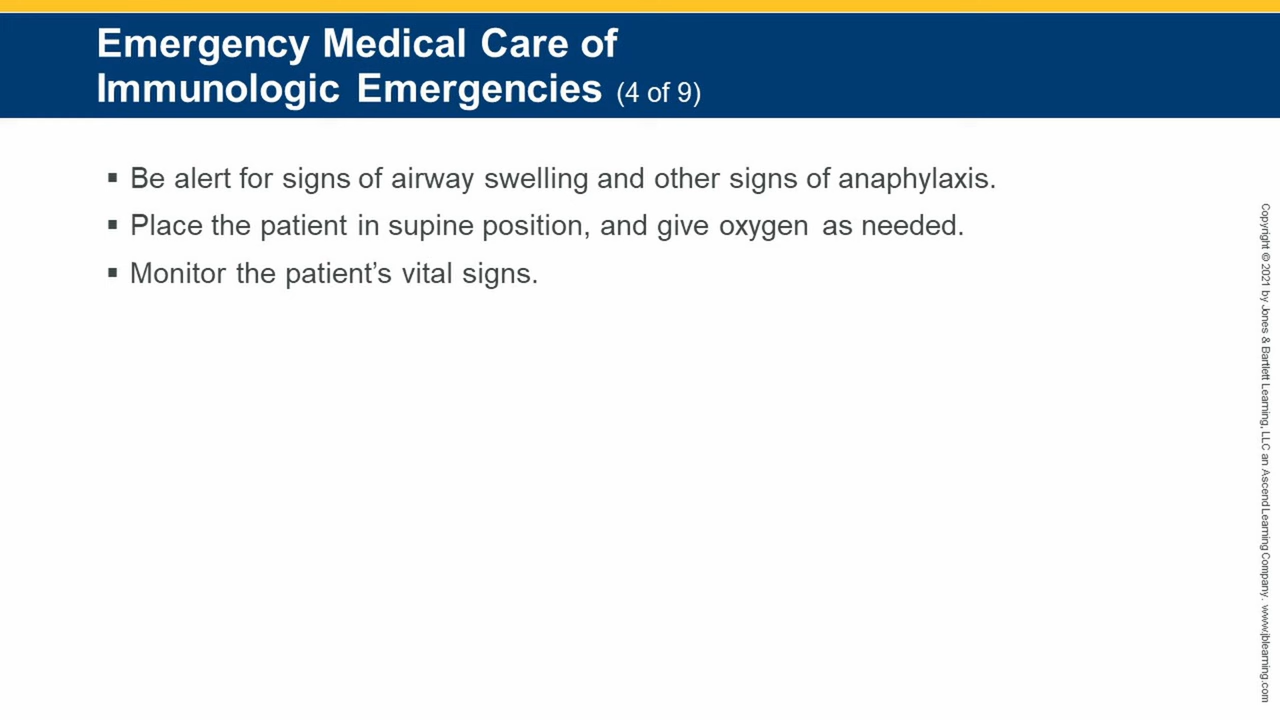 Emergency Medical Care of
Immunologic Emergencies (4 of 9)
▪ Be alert for signs of airway swelling and other signs of anaphylaxis.
▪ Place the patient in supine position, and give oxygen as needed.
▪ Monitor the patient’s vital signs.
Copyright © 2021 by Jones & Bartlett Learning, LLC an Ascend Learning Company. www.jblearning.com